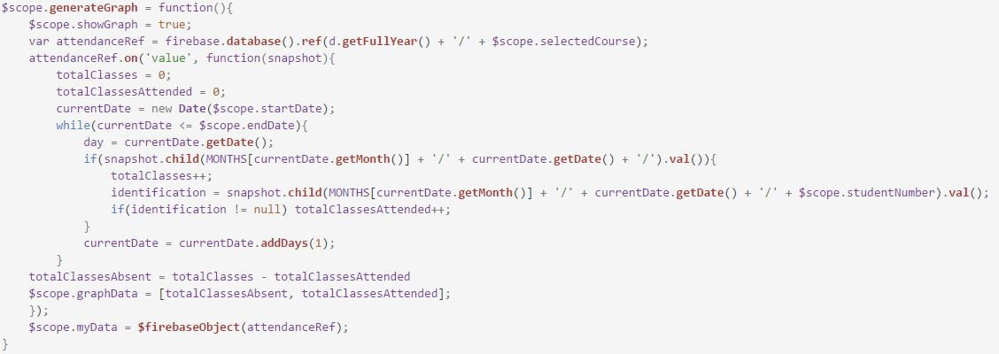 $scope.generateGraph = function(){
    $scope.showGraph = true;
    var attendanceRef = firebase.database().ref(d.getFullYear() + '/' + $scope.selectedCourse);
    attendanceRef.on('value', function(snapshot){
        totalClasses = 0;
        totalClassesAttended = 0;
        currentDate = new Date($scope.startDate);
        while(currentDate <= $scope.endDate){
            day = currentDate.getDate();
            if(snapshot.child(MONTHS[currentDate.getMonth()] + '/' + currentDate.getDate() + '/').val()){
                totalClasses++;
                identification = snapshot.child(MONTHS[currentDate.getMonth()] + '/' + currentDate.getDate() + '/' + $scope.studentNumber).val();
                if(identification != null) totalClassesAttended++;
            }
            currentDate = currentDate.addDays(1);
        }
    totalClassesAbsent = totalClasses - totalClassesAttended
    $scope.graphData = [totalClassesAbsent, totalClassesAttended];
    });
    $scope.myData = $firebaseObject(attendanceRef);
}